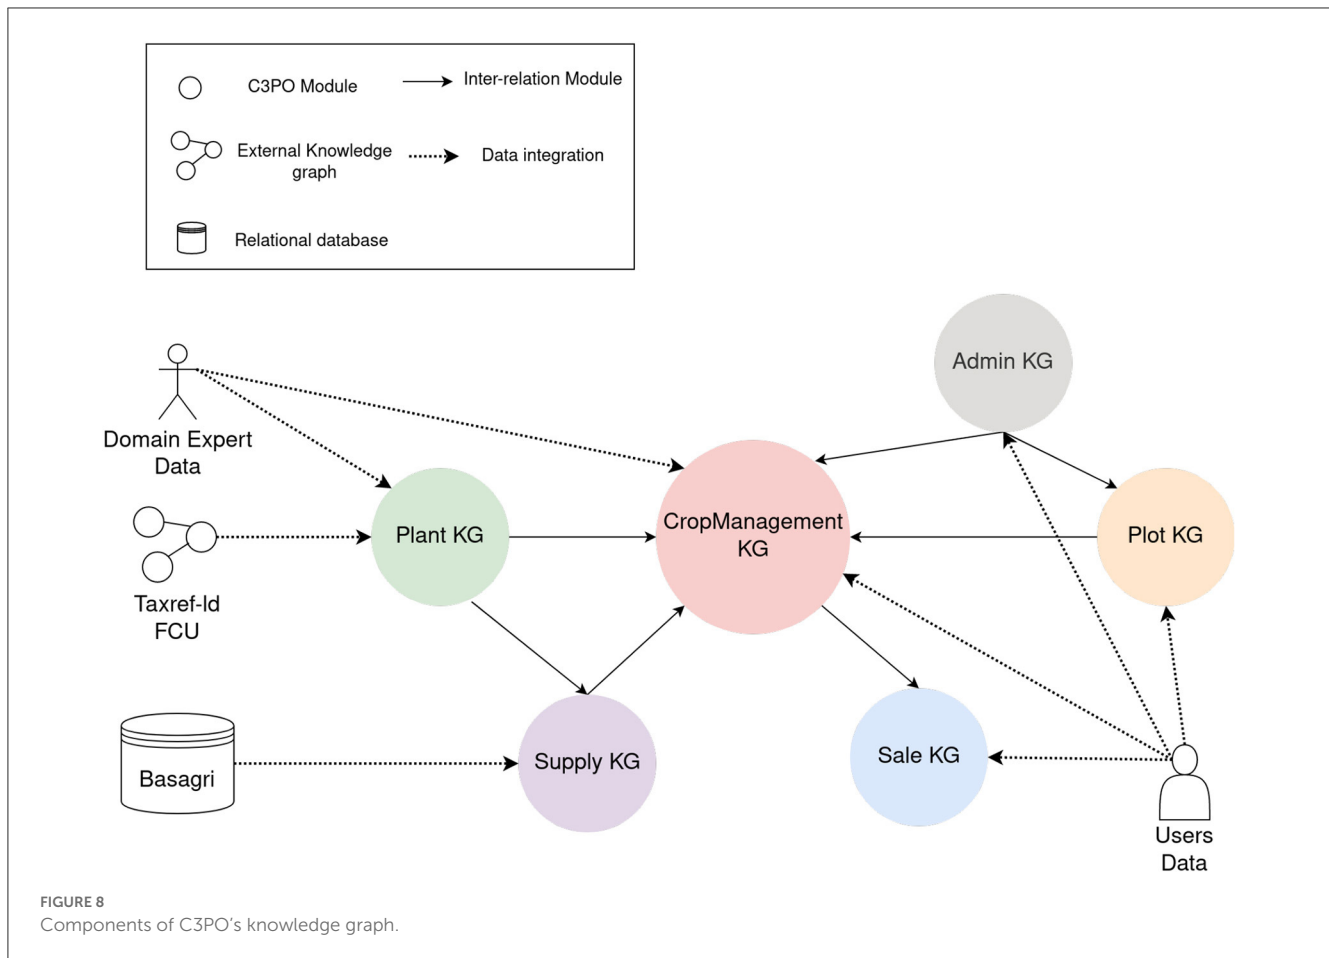 C3PO Module
Inter-relation Module
External Knowledge
graph
Data integration
Relational database
Admin KG
Domain Expert
Data
CropManagement
KG
Plant KG
Plot KG
Taxref-ld
FCU
Basagri
Supply KG
Sale KG
Users
Data
FIGURE 8
Components of C3PO’s knowledge graph.